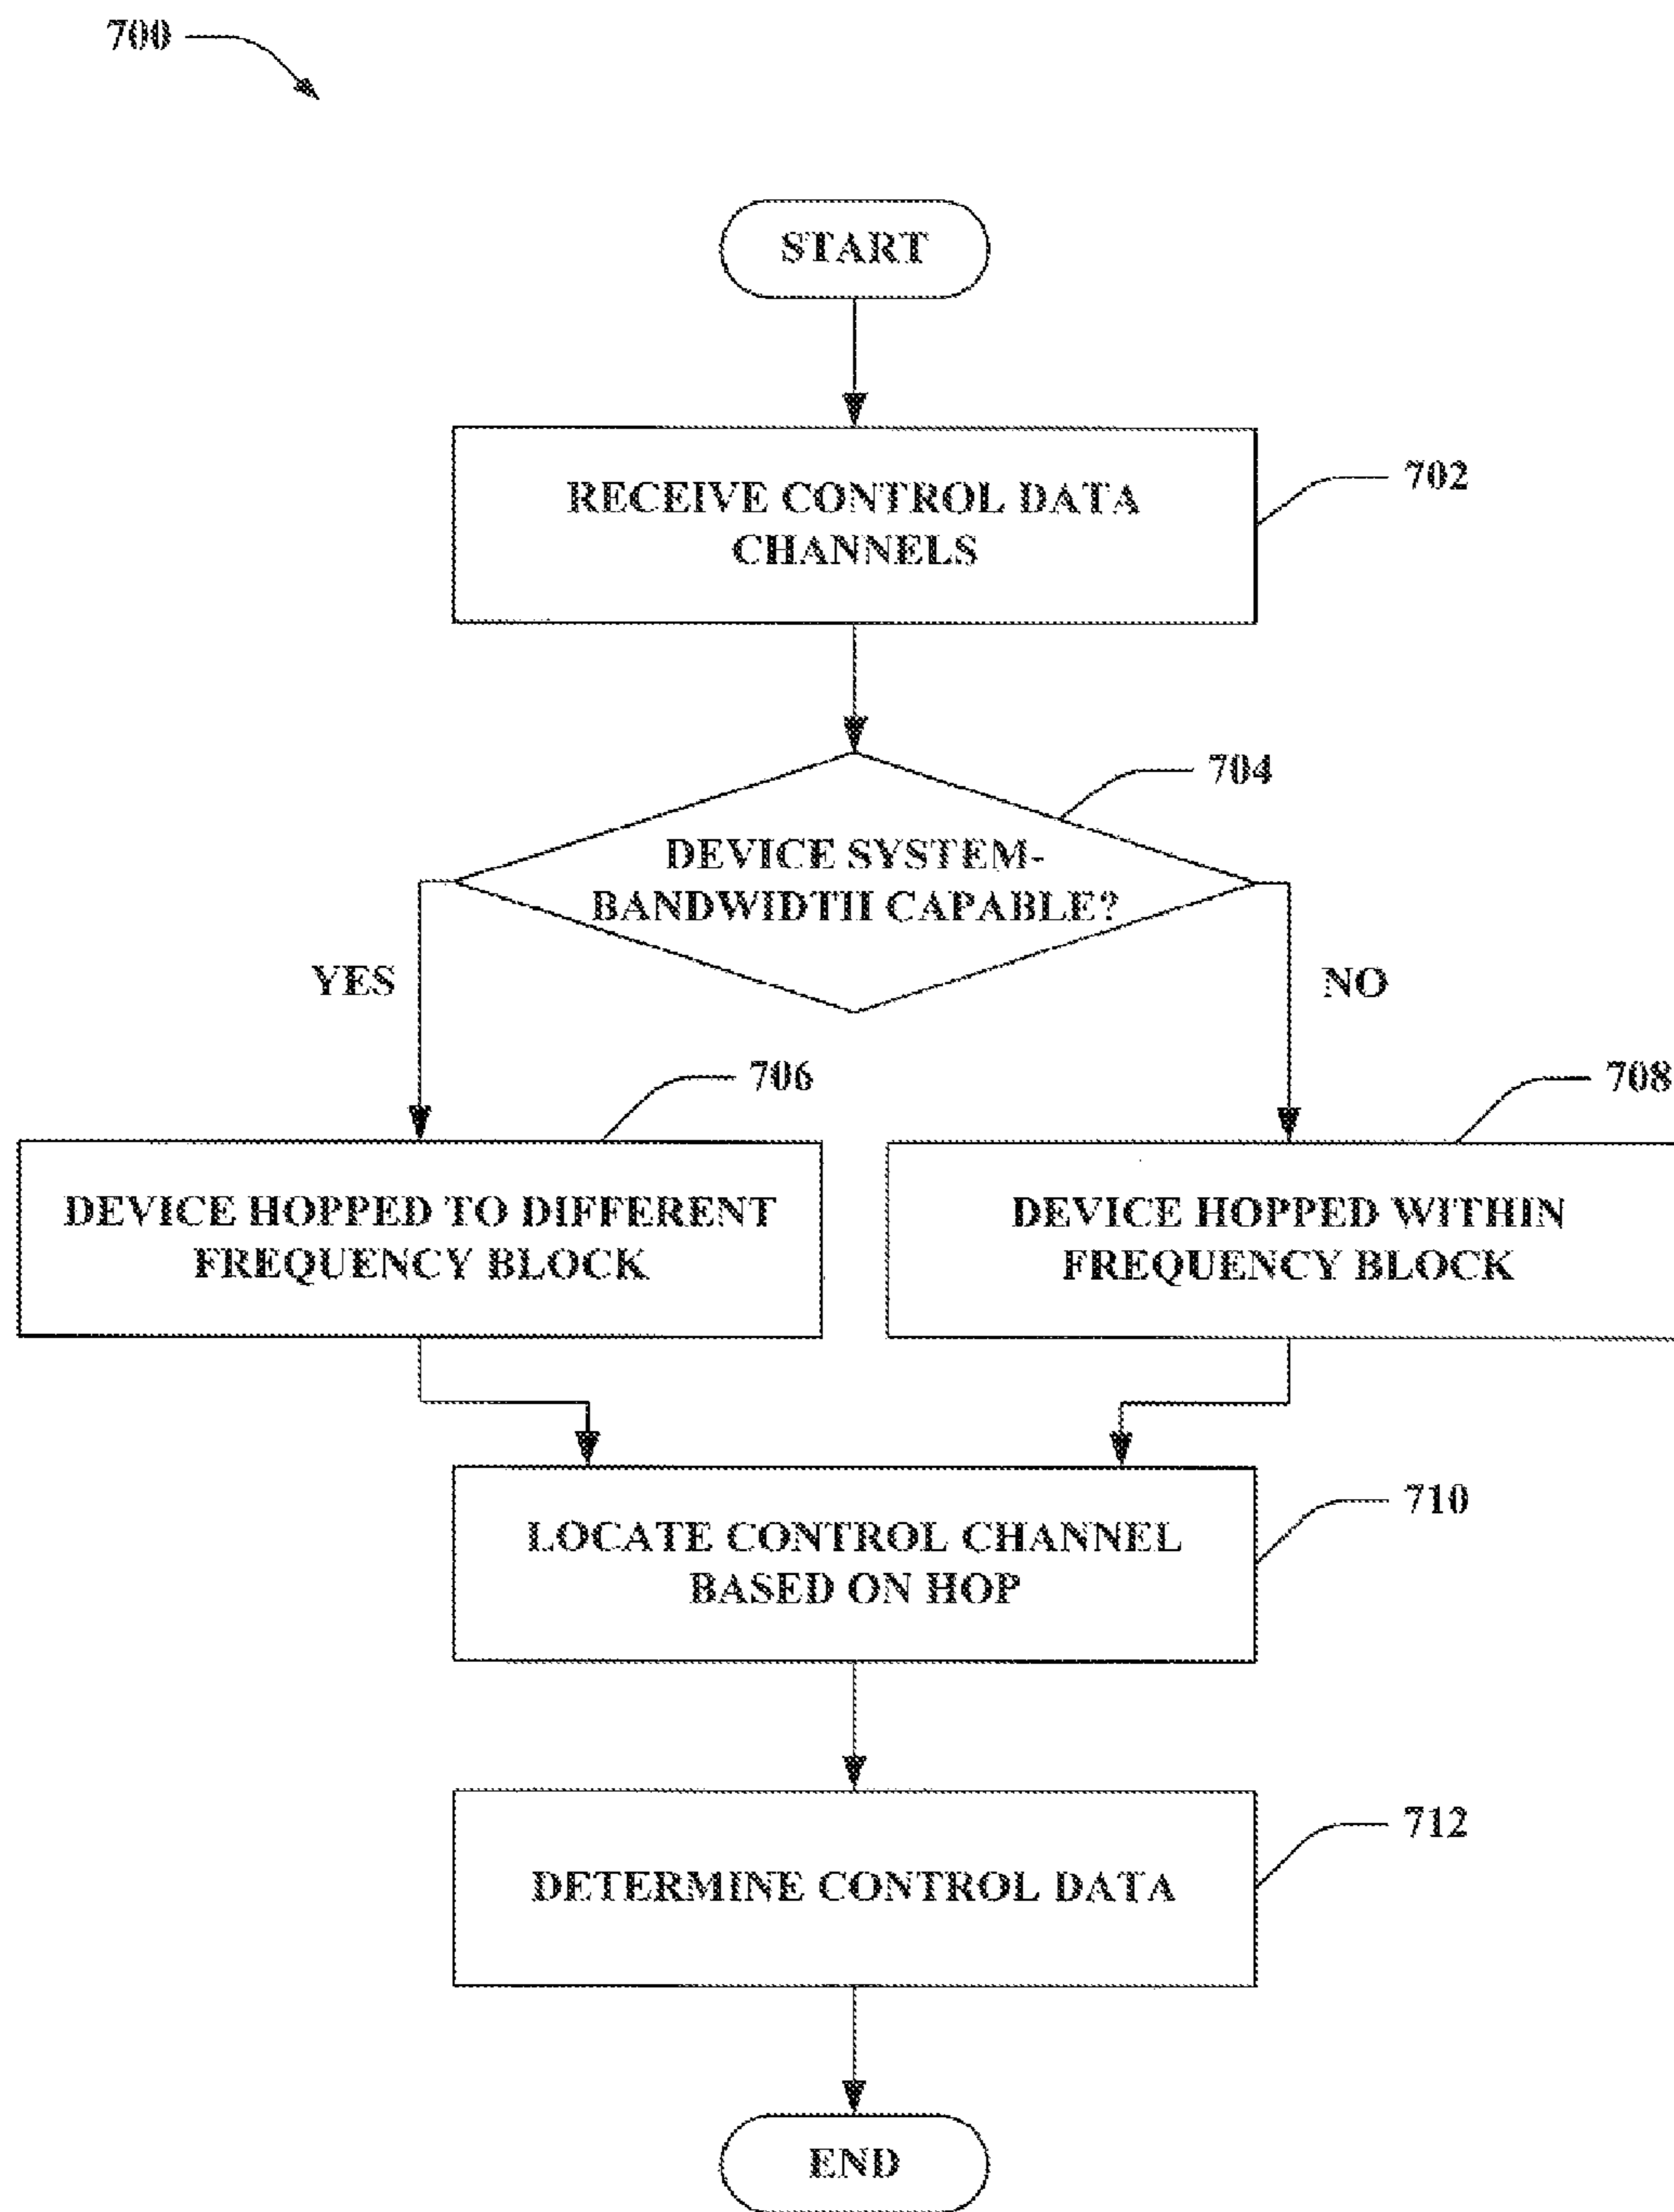 700
START
RECEIVE CONTROL DATA
CHANNELS
702
704
DEVICE SYSTEM-
BANDWIDTH CAPABLE?
YES
NO
706
708
DEVICE HOPPED TO DIFFERENT
FREQUENCY BLOCK
DEVICE HOPPED WITHIN
FREQUENCY BLOCK
710
LOCATE CONTROL CHANNEL
BASED ON HOP
712
DETERMINE CONTROL DATA
END